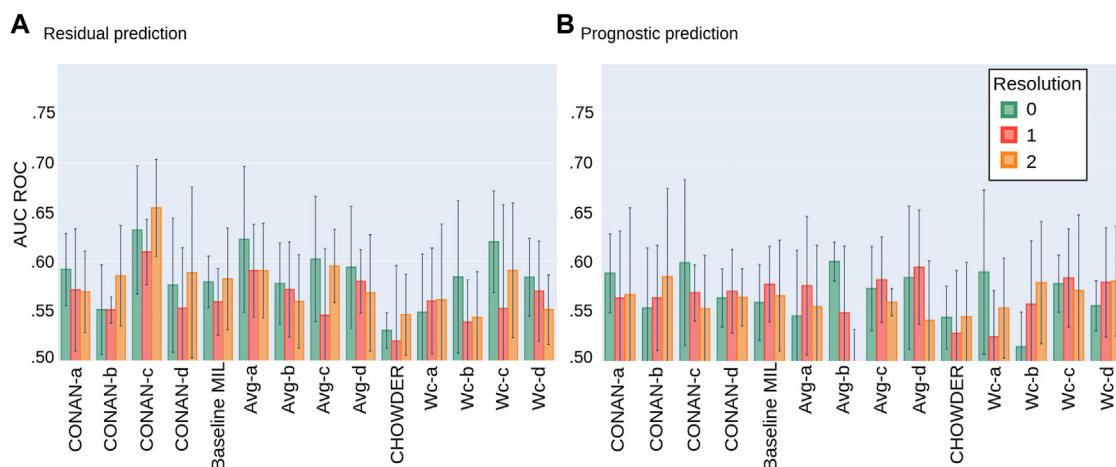 A Residual prediction
B Prognostic prediction
AUC ROC
.75
.70
.65
.60
.55
.50
CONAN-a
CONAN-b
CONAN-c
CONAN-d
Baseline MIL
Avg-a
Avg-b
Avg-c
Avg-d
CHOWDER
Wc-a
Wc-b
Wc-c
Wc-d
.75
.70
.65
.60
.55
.50
Resolution
0
1
2
CONAN-a
CONAN-b
CONAN-c
CONAN-d
Baseline MIL
Avg-a
Avg-b
Avg-c
Avg-d
CHOWDER
Wc-a
Wc-b
Wc-c
Wc-d